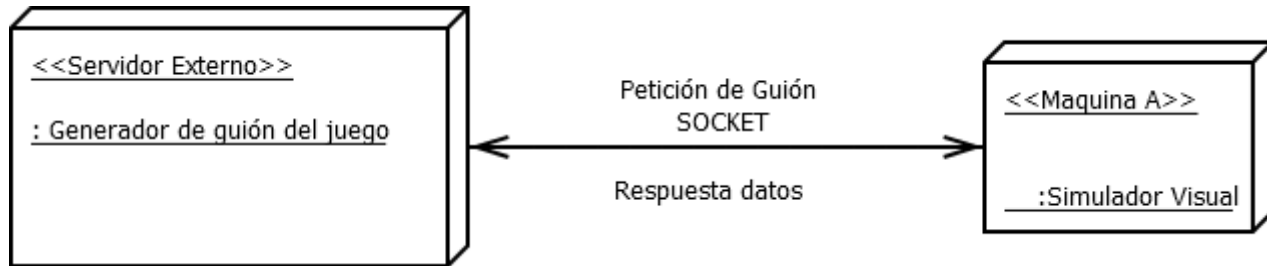 <<Servidor Externo>>
: Generador de guión del juego
Petición de Guión
SOCKET
Respuesta datos
<<Maquina A>>
:Simulador Visual